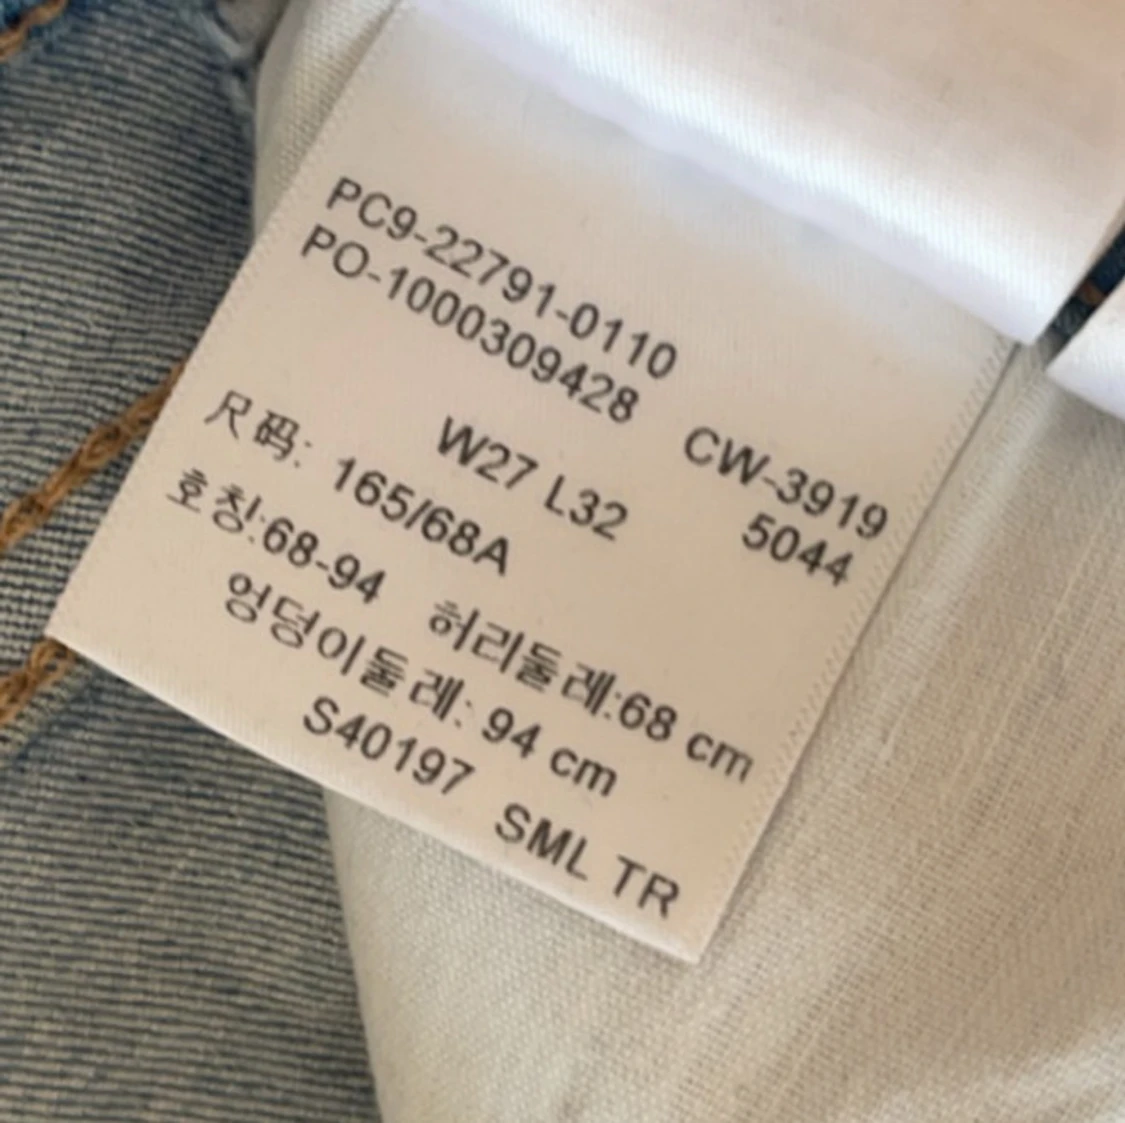 PC9-22791-0110
PO-1000309428 CW-3919
W27 L32 5044
尺码: 165/68A
호칭:68-94 허리둘레:68 cm
엉덩이둘레: 94 cm
S40197 SML TR